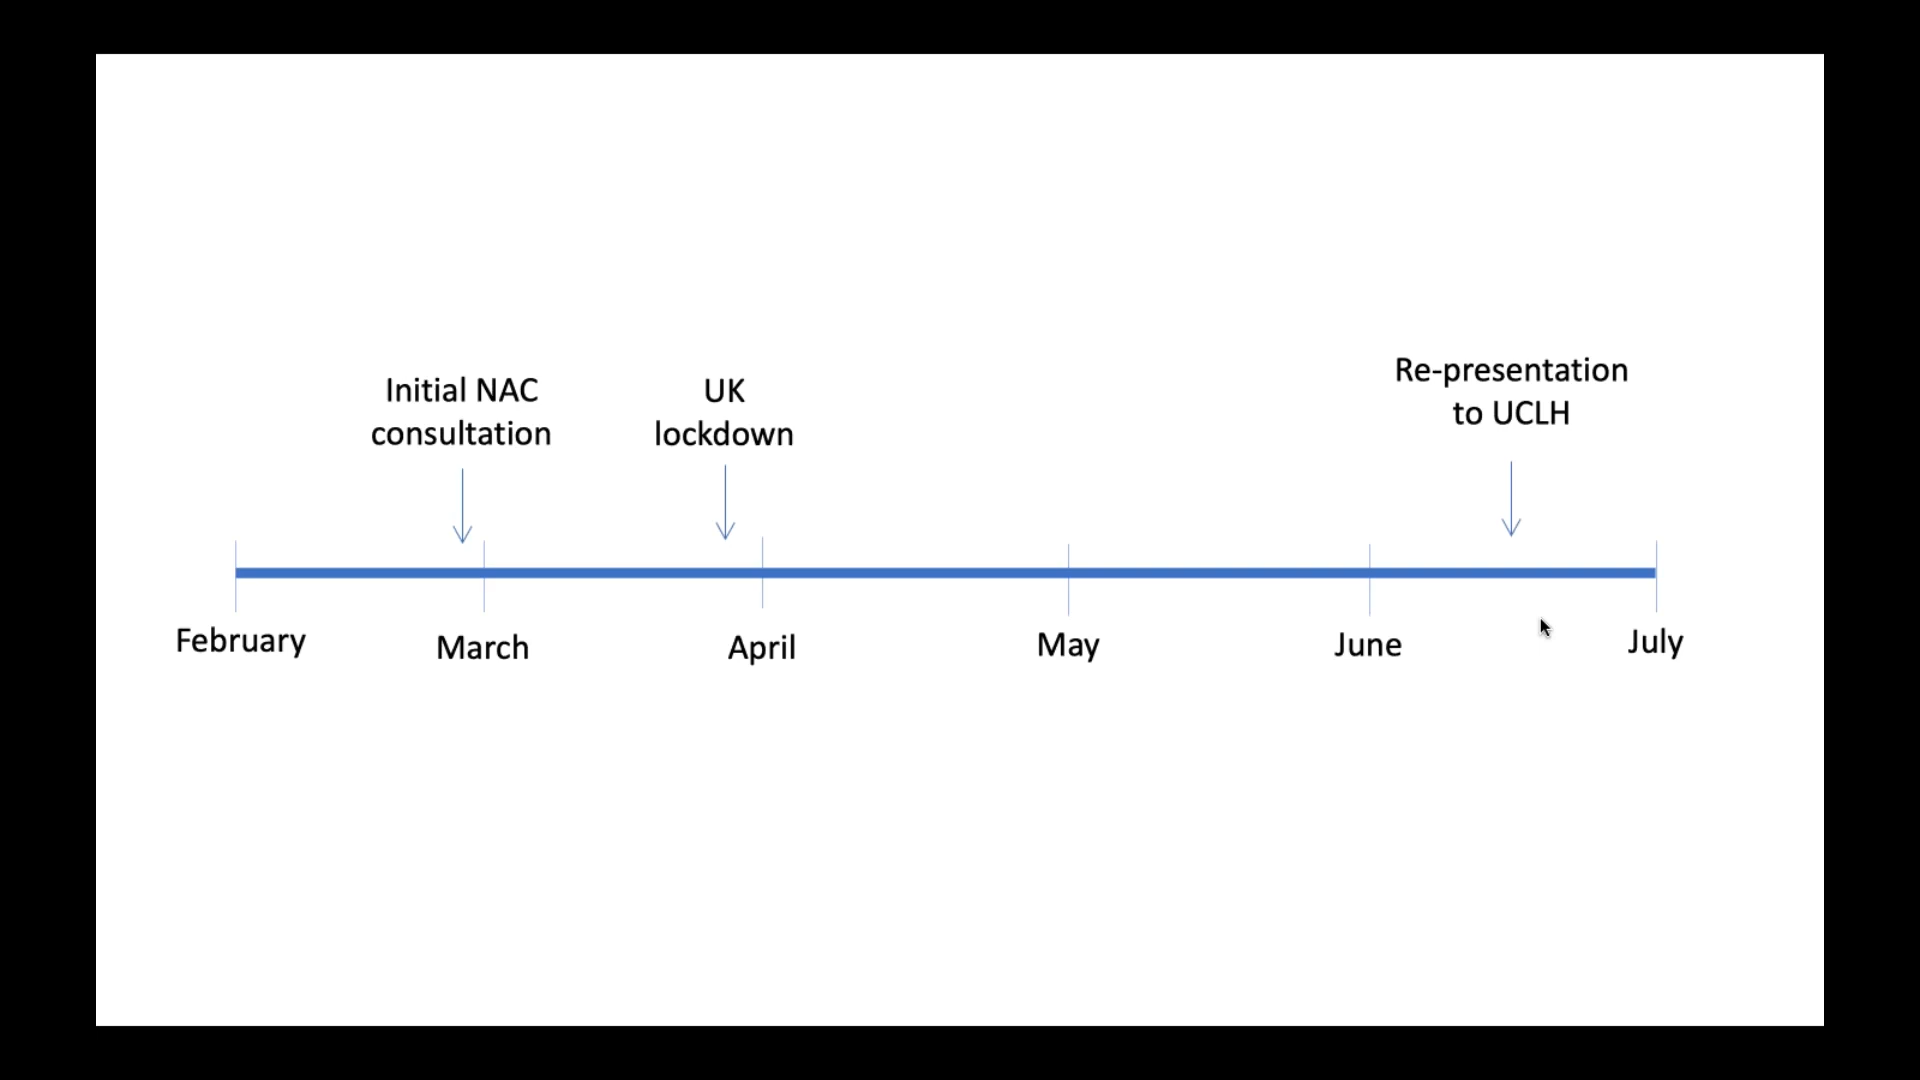 Initial NAC
consultation
UK
lockdown
Re-presentation
to UCLH
February
March
April
May
June
July